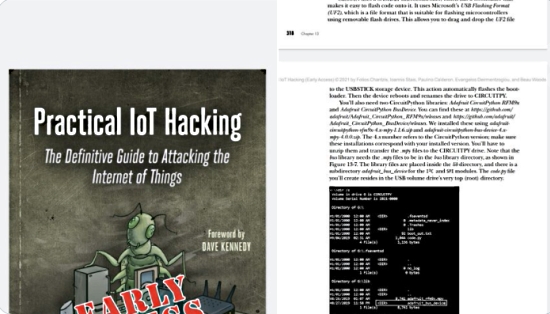 Practical IoT Hacking
The Definitive Guide to Attacking the
Internet of Things
Foreword by
DAVE KENNEDY
EARLY
makes it easy to flash code onto it. It uses Microsoft's USB Flashing Format
(UF2), which is a file format that is suitable for flashing microcontrollers
using removable flash drives. This allows you to drag and drop the UF2 file
318 Chapter 13
IoT Hacking (Early Access) © 2021 by Fotios Chantzis, Ioannis Stais,
to the USBSTICK storage device. This action automatically flashes the boot-
loader. Then the device reboots and renames the drive to CIRCUITPY.
You'll also need two CircuitPython libraries: Adafruit CircuitPython RFM9x
and Adafruit CircuitPython BusDevice. You can find these at https://github.com/
adafruit/Adafruit_CircuitPython_RFM9x/releases and https://github.com/adafruit/
Adafruit_CircuitPython_BusDevice/releases. We installed these using adafruit-
circuitpython-rfm9x-4.x-mpy-1.1.6.zip and adafruit-circuitpython-bus-device-4.x-
mpy-4.0.0.zip. The 4.x number refers to the CircuitPython version; make sure
these installations correspond with your installed version. You'll have to
unzip them and transfer the .mpy files to the CIRCUITPY drive. Note that the
bus library needs the .mpy files to be in the bus library directory, as shown in
Figure 13-7. The library files are placed inside the lib directory, and there is a
subdirectory adafruit_bus_device for the I²C and SPI modules. The code.py file
you'll create resides in the USB volume drive's very top (root) directory.
Directory of
Directory of
Directory of